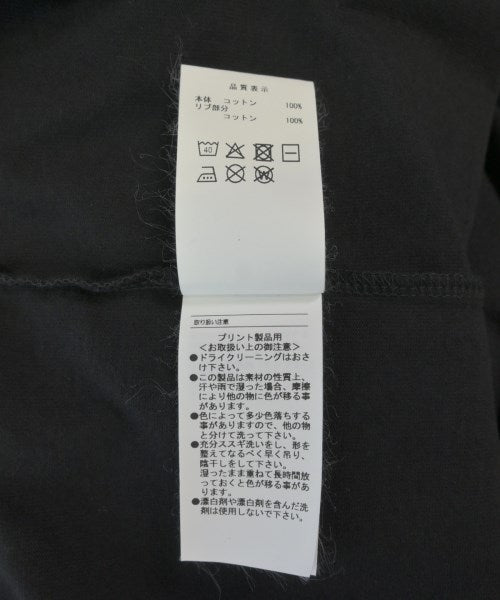 品質表示
本体 コットン 100%
リブ部分
コットン 100%
40
W
取り扱い注意
プリント製品用
<お取扱い上の御注意>
●ドライクリーニングはおさ
け下さい。
●この製品は素材の性質上、
汗や雨で湿った場合、摩擦
により他の物に色が移る事
があります。
●色によって多少色落ちする
事がありますので、他の物
と分けて洗って下さい。
●充分ススギ洗いをし、形を
整えてなるべく早く吊り、
陰干しをして下さい。
湿ったまま重ねて長時間放
っておくと色が移る事があ
ります。
●漂白剤や漂白剤を含んだ洗
剤は使用しないで下さい。